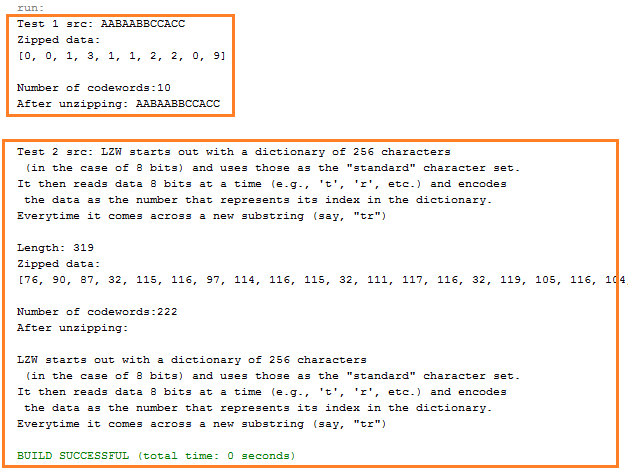 run:
Test 1 src: AABAABBCCACC
Zipped data:
[0, 0, 1, 3, 1, 1, 2, 2, 0, 9]
Number of codewords:10
After unzipping: AABAABBCCACC
Test 2 src: LZW starts out with a dictionary of 256 characters
(in the case of 8 bits) and uses those as the "standard" character set.
It then reads data 8 bits at a time (e.g., 't', 'r', etc.) and encodes
the data as the number that represents its index in the dictionary.
Everytime it comes across a new substring (say, "tr")
Length: 319
Zipped data:
[76, 90, 87, 32, 115, 116, 97, 114, 116, 115, 32, 111, 117, 116, 32, 119, 105, 116, 104
Number of codewords:222
After unzipping:
LZW starts out with a dictionary of 256 characters
(in the case of 8 bits) and uses those as the "standard" character set.
It then reads data 8 bits at a time (e.g., 't', 'r', etc.) and encodes
the data as the number that represents its index in the dictionary.
Everytime it comes across a new substring (say, "tr")
BUILD SUCCESSFUL (total time: 0 seconds)